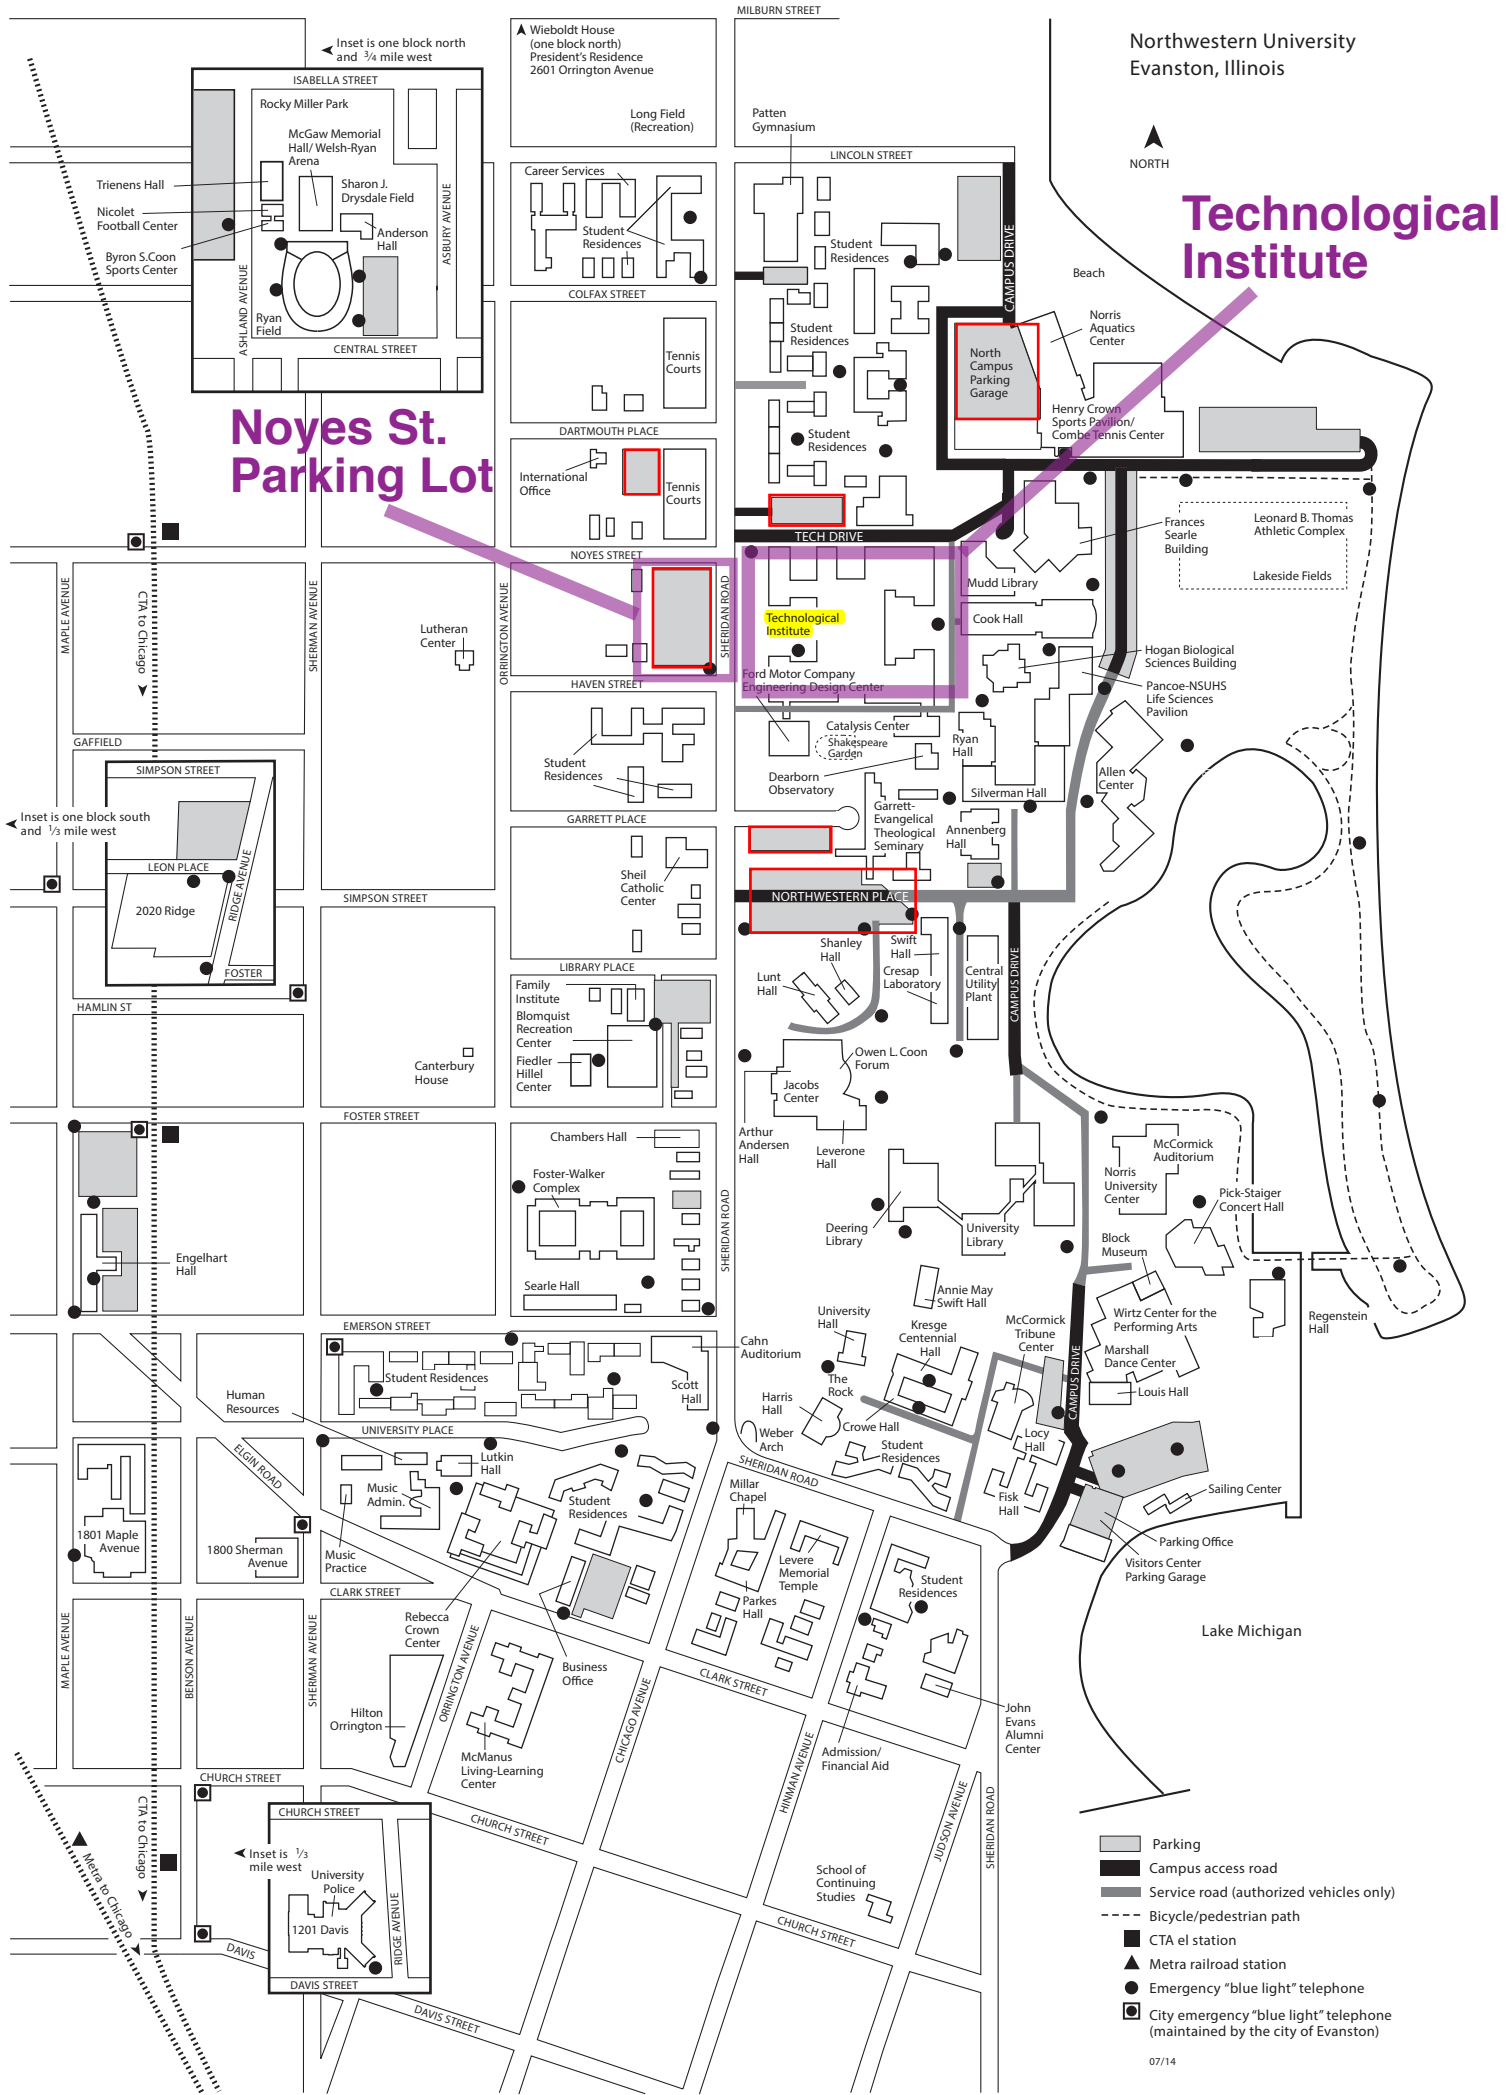 MILBURN STREET
Northwestern University
Evanston, Illinois
NORTH
Inset is one block north
and 3/4 mile west
Wieboldt House
(one block north)
President's Residence
2601 Orrington Avenue
Long Field
(Recreation)
Patten
Gymnasium
LINCOLN STREET
ISABELLA STREET
Rocky Miller Park
McGaw Memorial
Hall/ Welsh-Ryan
Arena
Trienens Hall
Sharon J.
Drysdale Field
Nicolet
Football Center
Anderson
Hall
Byron S.Coon
Sports Center
Ryan
Field
ASHLAND AVENUE
ASBURY AVENUE
CENTRAL STREET
Career Services
Student
Residences
COLFAX STREET
Student
Residences
CAMPUS DRIVE
Technological
Institute
Beach
Norris
Aquatics
Center
Student
Residences
North
Campus
Parking
Garage
Tennis
Courts
Henry Crown
Sports Pavilion/
Combe Tennis Center
Noyes St.
Parking Lot
DARTMOUTH PLACE
Student
Residences
International
Office
Tennis
Courts
Frances
Searle
Building
Leonard B. Thomas
Athletic Complex
Lakeside Fields
TECH DRIVE
NOYES STREET
Mudd Library
Cook Hall
Technological
Institute
SHERIDAN ROAD
MAPLE AVENUE
CTA to Chicago
SHERMAN AVENUE
ORRINGTON AVENUE
Lutheran
Center
Hogan Biological
Sciences Building
Pancoe-NSUHS
Life Sciences
Pavilion
Ford Motor Company
Engineering Design Center
HAVEN STREET
Catalysis Center
Shakespeare
Garden
Ryan
Hall
Student
Residences
Dearborn
Observatory
Silverman Hall
Allen
Center
GAFFIELD
SIMPSON STREET
Inset is one block south
and 1/3 mile west
LEON PLACE
RIDGE AVENUE
2020 Ridge
FOSTER
GARRETT PLACE
Garrett-
Evangelical
Theological
Seminary
Annenberg
Hall
Sheil
Catholic
Center
SIMPSON STREET
NORTHWESTERN PLACE
Shanley
Hall
Swift
Hall
LIBRARY PLACE
Lunt
Hall
Cresap
Laboratory
Central
Utility
Plant
CAMPUS DRIVE
HAMLIN ST
Family
Institute
Blomquist
Recreation
Center
Fiedler
Hillel
Center
Canterbury
House
Owen L. Coon
Forum
Jacobs
Center
FOSTER STREET
Arthur
Andersen
Hall
Leverone
Hall
Chambers Hall
Foster-Walker
Complex
SHERIDAN ROAD
McCormick
Auditorium
Norris
University
Center
Pick-Staiger
Concert Hall
Deering
Library
University
Library
Block
Museum
Engelhart
Hall
Searle Hall
Annie May
Swift Hall
Wirtz Center for the
Performing Arts
Regenstein
Hall
EMERSON STREET
University
Hall
Kresge
Centennial
Hall
McCormick
Tribune
Center
Marshall
Dance Center
Louis Hall
CAMPUS DRIVE
Cahn
Auditorium
Student Residences
Scott
Hall
The
Rock
Human
Resources
Harris
Hall
Crowe Hall
Weber
Arch
Locy
Hall
UNIVERSITY PLACE
ELGIN ROAD
Lutkin
Hall
Student
Residences
SHERIDAN ROAD
Music
Admin.
Student
Residences
Millar
Chapel
Fisk
Hall
Sailing Center
Parking Office
Visitors Center
Parking Garage
1801 Maple
Avenue
1800 Sherman
Avenue
Music
Practice
Levere
Memorial
Temple
Student
Residences
CLARK STREET
Parkes
Hall
Rebecca
Crown
Center
Lake Michigan
MAPLE AVENUE
BENSON AVENUE
SHERMAN AVENUE
ORRINGTON AVENUE
Business
Office
CLARK STREET
CHICAGO AVENUE
Hilton
Orrington
John
Evans
Alumni
Center
McManus
Living-Learning
Center
HINMAN AVENUE
Admission/
Financial Aid
JUDSON AVENUE
SHERIDAN ROAD
CHURCH STREET
CTA to Chicago
Metra to Chicago
CHURCH STREET
CHURCH STREET
Inset is 1/3
mile west
University
Police
1201 Davis
RIDGE AVENUE
DAVIS STREET
DAVIS
DAVIS STREET
School of
Continuing
Studies
CHURCH STREET
Parking
Campus access road
Service road (authorized vehicles only)
Bicycle/pedestrian path
CTA el station
Metra railroad station
Emergency “blue light” telephone
City emergency “blue light” telephone
(maintained by the city of Evanston)
07/14